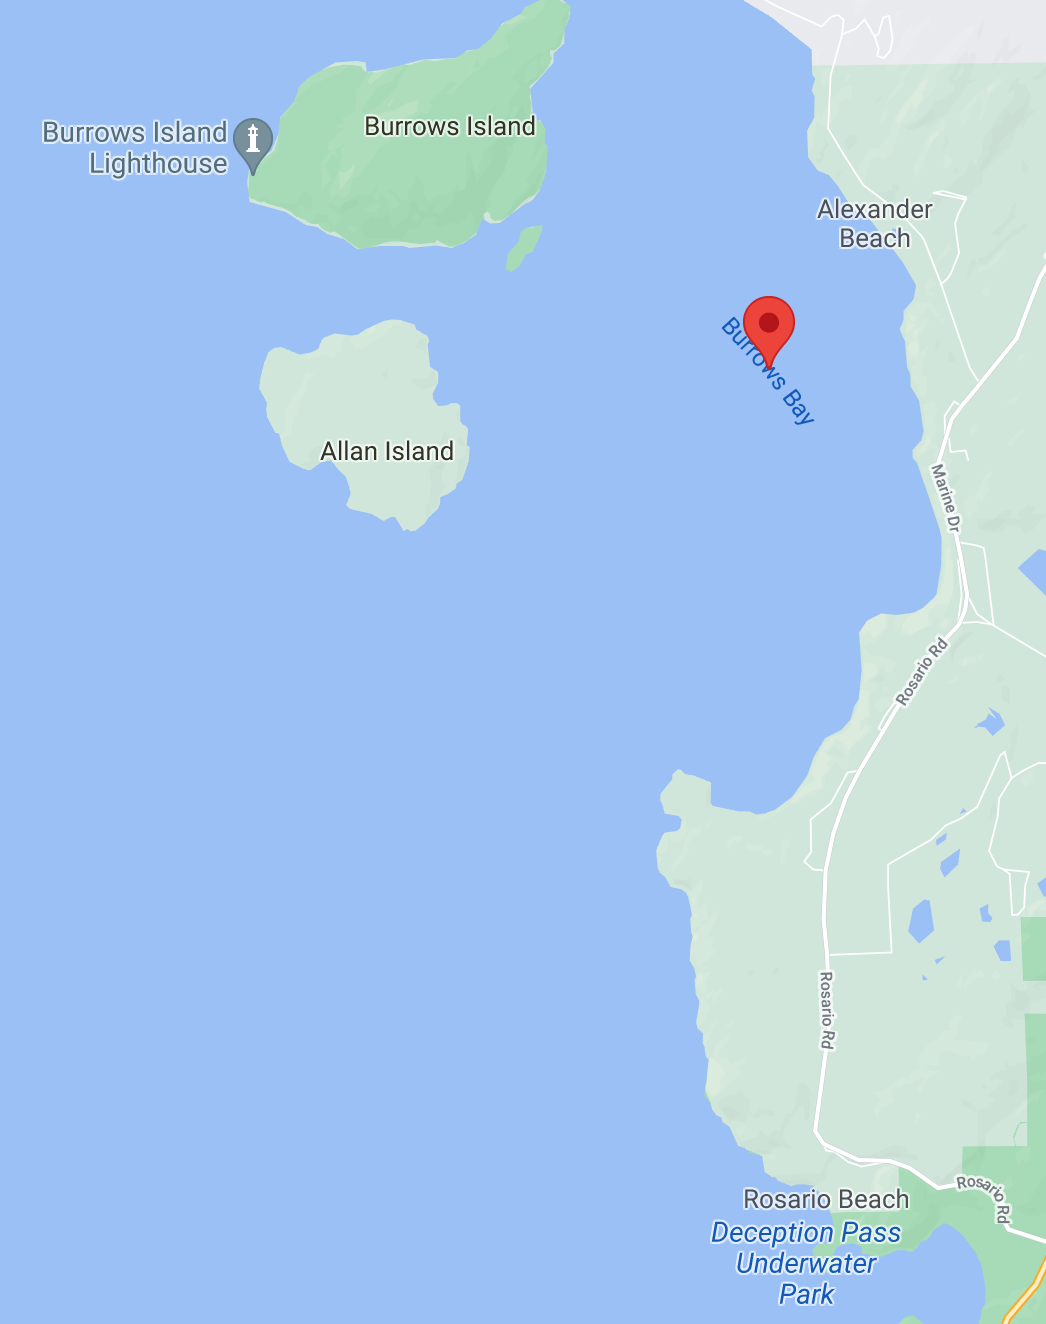 Burrows Island
Burrows Island
Lighthouse
Alexander
Beach
Burrows Bay
Allan Island
Marine Dr
Rosario Rd
Rosario Rd
Rosario Beach
Rosario Rd
Deception Pass
Underwater
Park